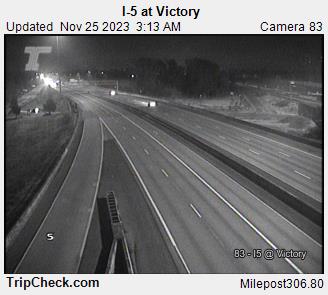 I-5 at Victory
Updated Nov 25 2023 3:13 AM Camera 83
T
S
83 - I5 @ Victory
TripCheck.com Milepost306.80